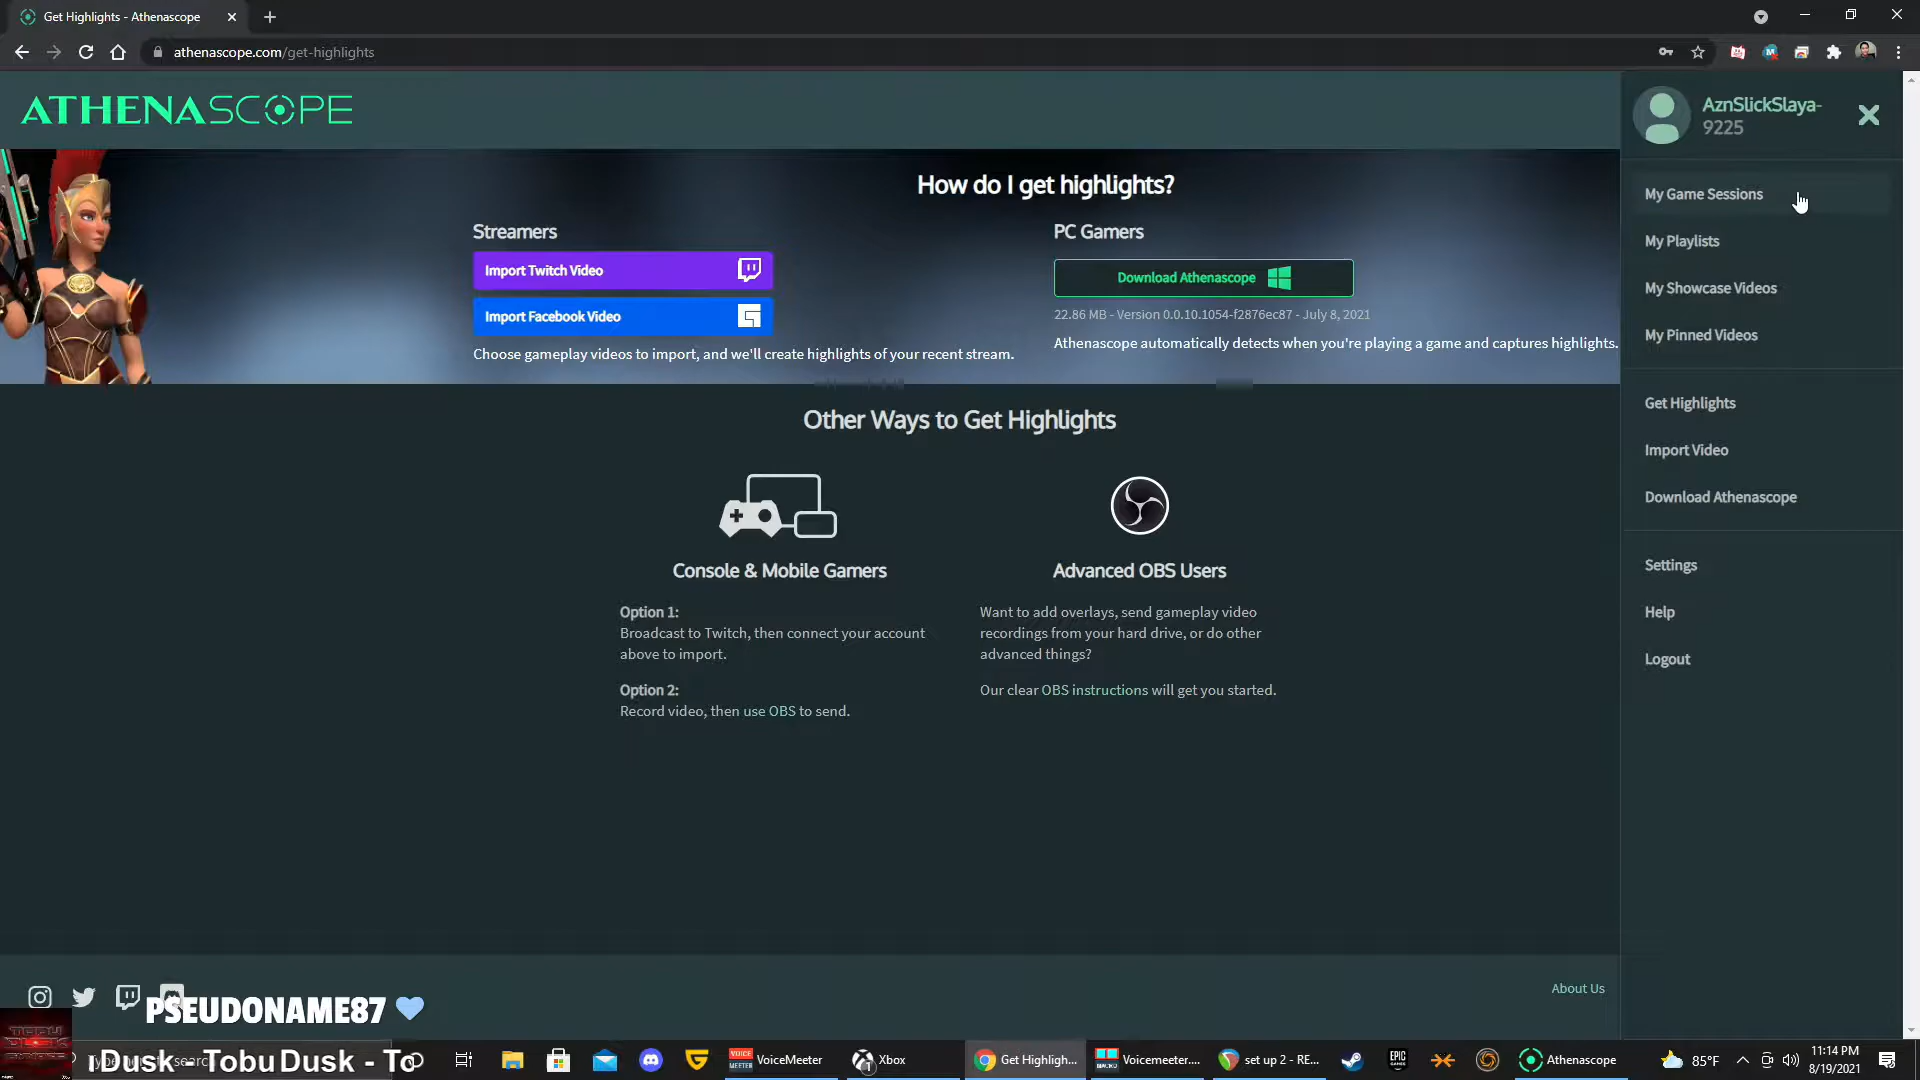 Get Highlights - Athenascope
athenascope.com/get-highlights
ATHENASCOPE
AznSlickSlaya-
9225
How do I get highlights?
Streamers
Import Twitch Video
Import Facebook Video
Choose gameplay videos to import, and we'll create highlights of your recent stream.
PC Gamers
Download Athenascope
22.86 MB - Version 0.0.10.1054-f2876ec87 - July 8, 2021
Athenascope automatically detects when you're playing a game and captures highlights.
My Game Sessions
My Playlists
My Showcase Videos
My Pinned Videos
Get Highlights
Import Video
Download Athenascope
Settings
Help
Logout
Other Ways to Get Highlights
Console & Mobile Gamers
Option 1:
Broadcast to Twitch, then connect your account
above to import.
Option 2:
Record video, then use OBS to send.
Advanced OBS Users
Want to add overlays, send gameplay video
recordings from your hard drive, or do other
advanced things?
Our clear OBS instructions will get you started.
About Us
PSEUDONAME87
TOBU
DUSK
Dusk - Tobu Dusk - To
VOICE
MEETER
VoiceMeeter
1
Xbox
Get Highligh...
Voicemeeter....
set up 2 - RE...
EPIC
GAMES
Athenascope
85°F
11:14 PM
8/19/2021